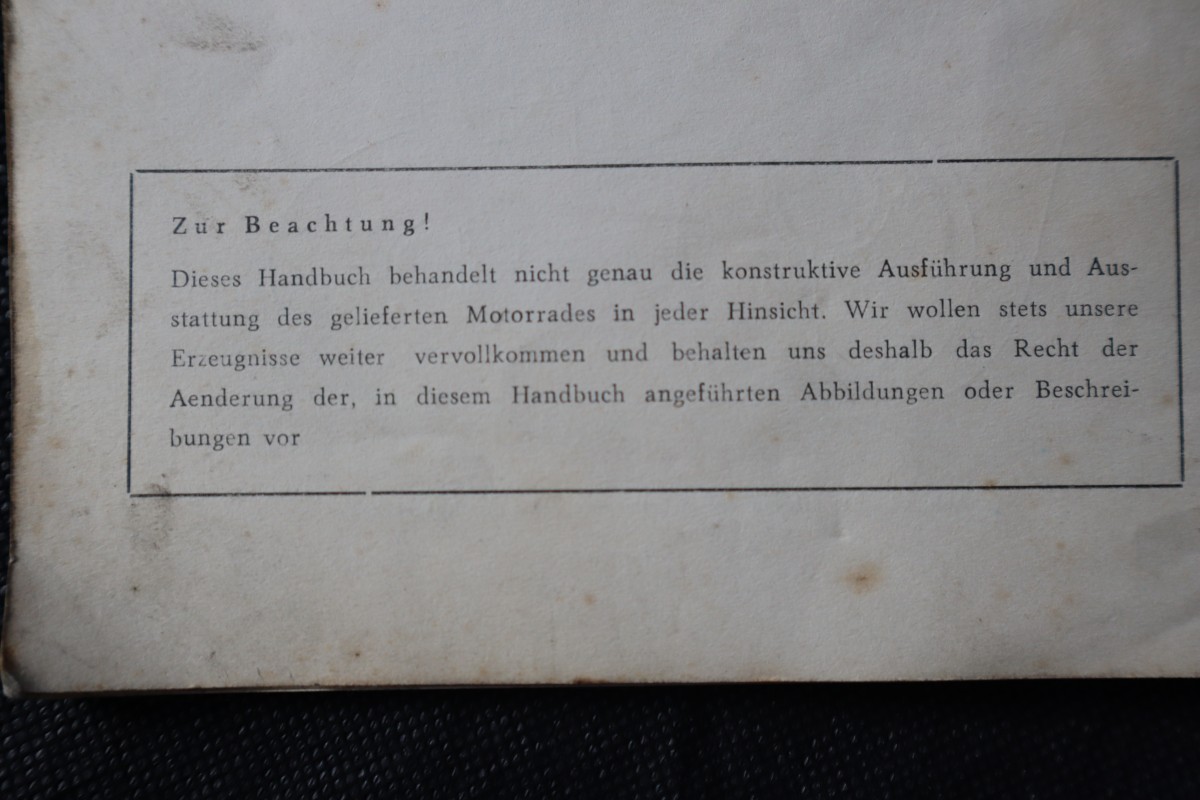 Zur Beachtung!
Dieses Handbuch behandelt nicht genau die konstruktive Ausführung und Aus-
stattung des gelieferten Motorrades in jeder Hinsicht. Wir wollen stets unsere
Erzeugnisse weiter vervollkommen und behalten uns deshalb das Recht der
Aenderung der, in diesem Handbuch angeführten Abbildungen oder Beschrei-
bungen vor